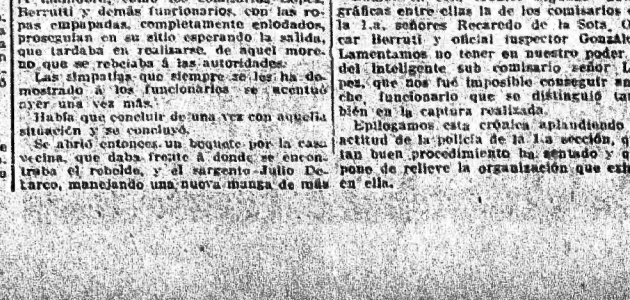 Berrutti y demás funcionarios, con las ro-
pas empapadas, completamente enlodados,
proseguían en su sitio esperando la salida,
que tardaba en realizarse, de aquel more-
no que se rebelaba á las autoridades.
Las simpatías que siempre se les ha de-
mostrado á los funcionarios se acentuó
ayer una vez más.
Había que concluir de una vez con aquella
situación y se concluyó.
Se abrió entonces un boquete por la casa
vecina, que daba frente á donde se encon-
traba el rebelde, y el sargento Julio De-
larco, manejando una nueva manga de más
gráficas entre ellas la de los comisarios
la 1.a, señores Recaredo de la Sota,
car Berruti y oficial inspector Gonzál
Lamentamos no tener en nuestro poder
del inteligente sub comisario señor
pez, que nos fué imposible conseguir
che, funcionario que se distinguió tam
bién en la captura realizada.
Epilogamos esta crónica aplaudiendo
actitud de la policía de la 1.a sección, q
tan buen procedimiento ha sentado y q
pone de relieve la organización que exi
en ella.